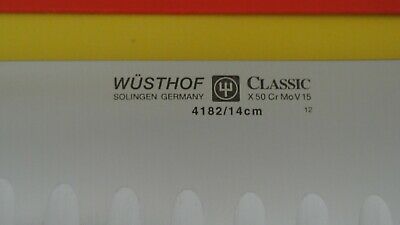 WÜSTHOF CLASSIC
SOLINGEN GERMANY X 50 Cr MoV 15
4182/14cm 12